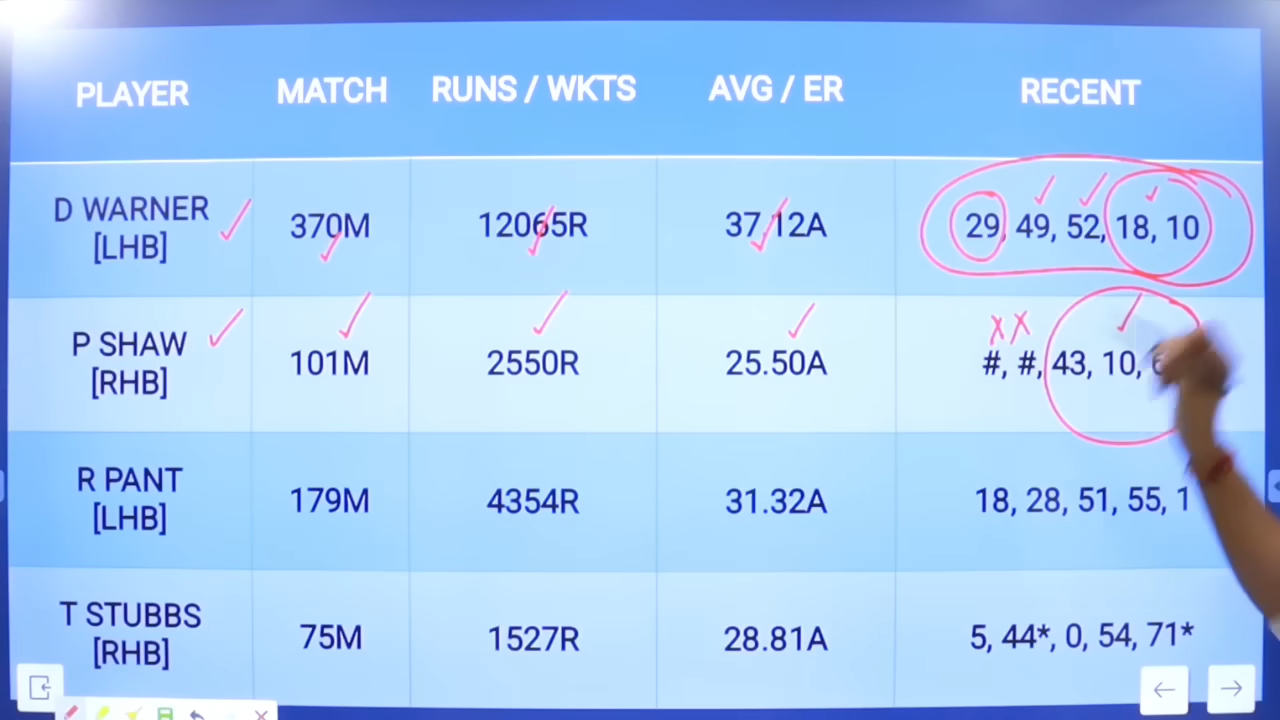 PLAYER MATCH RUNS / WKTS AVG / ER RECENT
D WARNER
[LHB] 370M 12065R 37.12A 29, 49, 52, 18, 10
P SHAW
[RHB] 101M 2550R 25.50A #, #, 43, 10,
R PANT
[LHB] 179M 4354R 31.32A 18, 28, 51, 55,
T STUBBS
[RHB] 75M 1527R 28.81A 5, 44*, 0, 54, 71*